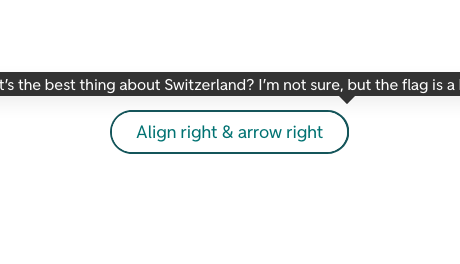 t's the best thing about Switzerland? I'm not sure, but the flag is a
Align right & arrow right